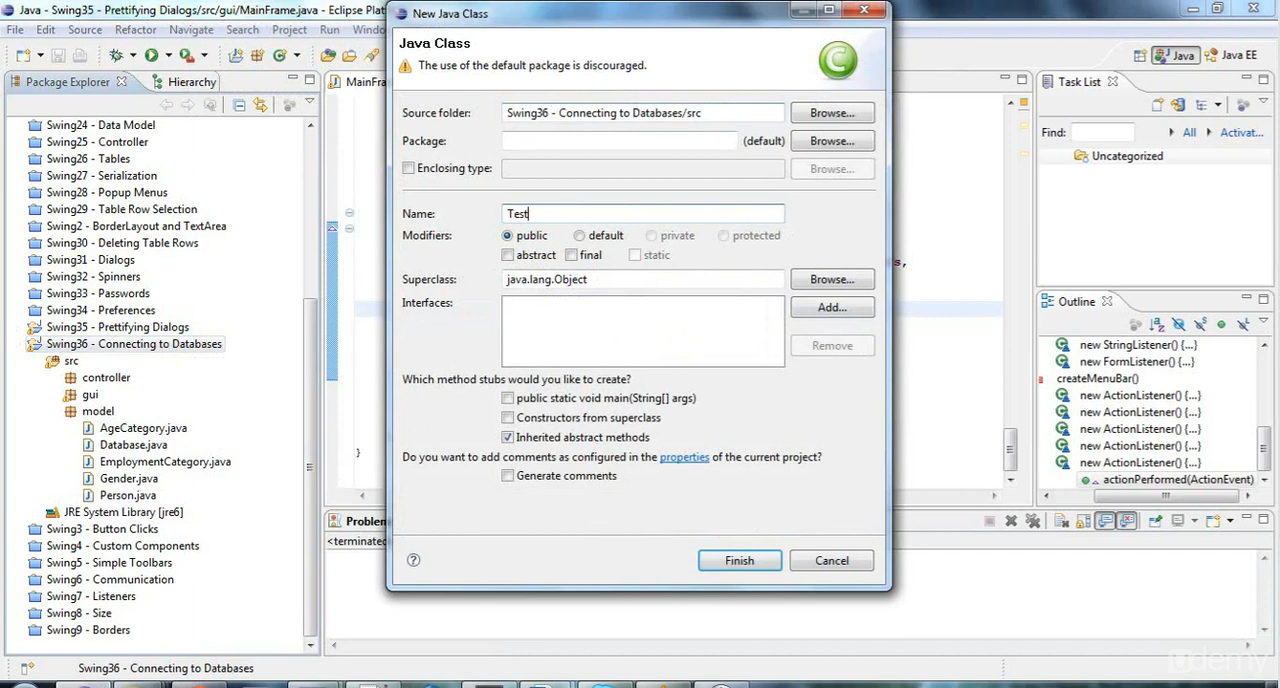 Java - Swing35 - Prettifying Dialogs/src/gui/MainFrame.java - Eclipse Plat
File Edit Source Refactor Navigate Search Project Run Windo
Java Java EE
Package Explorer Hierarchy
Swing24 - Data Model
Swing25 - Controller
Swing26 - Tables
Swing27 - Serialization
Swing28 - Popup Menus
Swing29 - Table Row Selection
Swing2 - BorderLayout and TextArea
Swing30 - Deleting Table Rows
Swing31 - Dialogs
Swing32 - Spinners
Swing33 - Passwords
Swing34 - Preferences
Swing35 - Prettifying Dialogs
Swing36 - Connecting to Databases
src
controller
gui
model
AgeCategory.java
Database.java
EmploymentCategory.java
Gender.java
Person.java
JRE System Library [jre6]
Swing3 - Button Clicks
Swing4 - Custom Components
Swing5 - Simple Toolbars
Swing6 - Communication
Swing7 - Listeners
Swing8 - Size
Swing9 - Borders
Swing36 - Connecting to Databases
MainFra
s,
}
Problem
<terminated
New Java Class
Java Class
The use of the default package is discouraged.
Source folder: Swing36 - Connecting to Databases/src Browse...
Package: (default) Browse...
Enclosing type: Browse...
Name: Test
Modifiers: public default private protected
abstract final static
Superclass: java.lang.Object Browse...
Interfaces: Add...
Remove
Which method stubs would you like to create?
public static void main(String[] args)
Constructors from superclass
Inherited abstract methods
Do you want to add comments as configured in the properties of the current project?
Generate comments
Finish Cancel
Task List
Find: All Activat...
Uncategorized
Outline
new StringListener() {...}
new FormListener() {...}
createMenuBar()
new ActionListener() {...}
new ActionListener() {...}
new ActionListener() {...}
new ActionListener() {...}
new ActionListener() {...}
actionPerformed(ActionEvent)
udemy